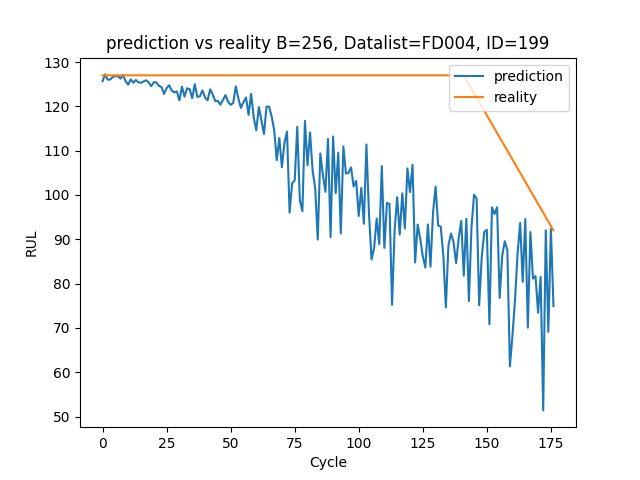 prediction vs reality B=256, Datalist=FD004, ID=199
prediction
reality
130
120
110
100
90
80
70
60
50
RUL
0 25 50 75 100 125 150 175
Cycle